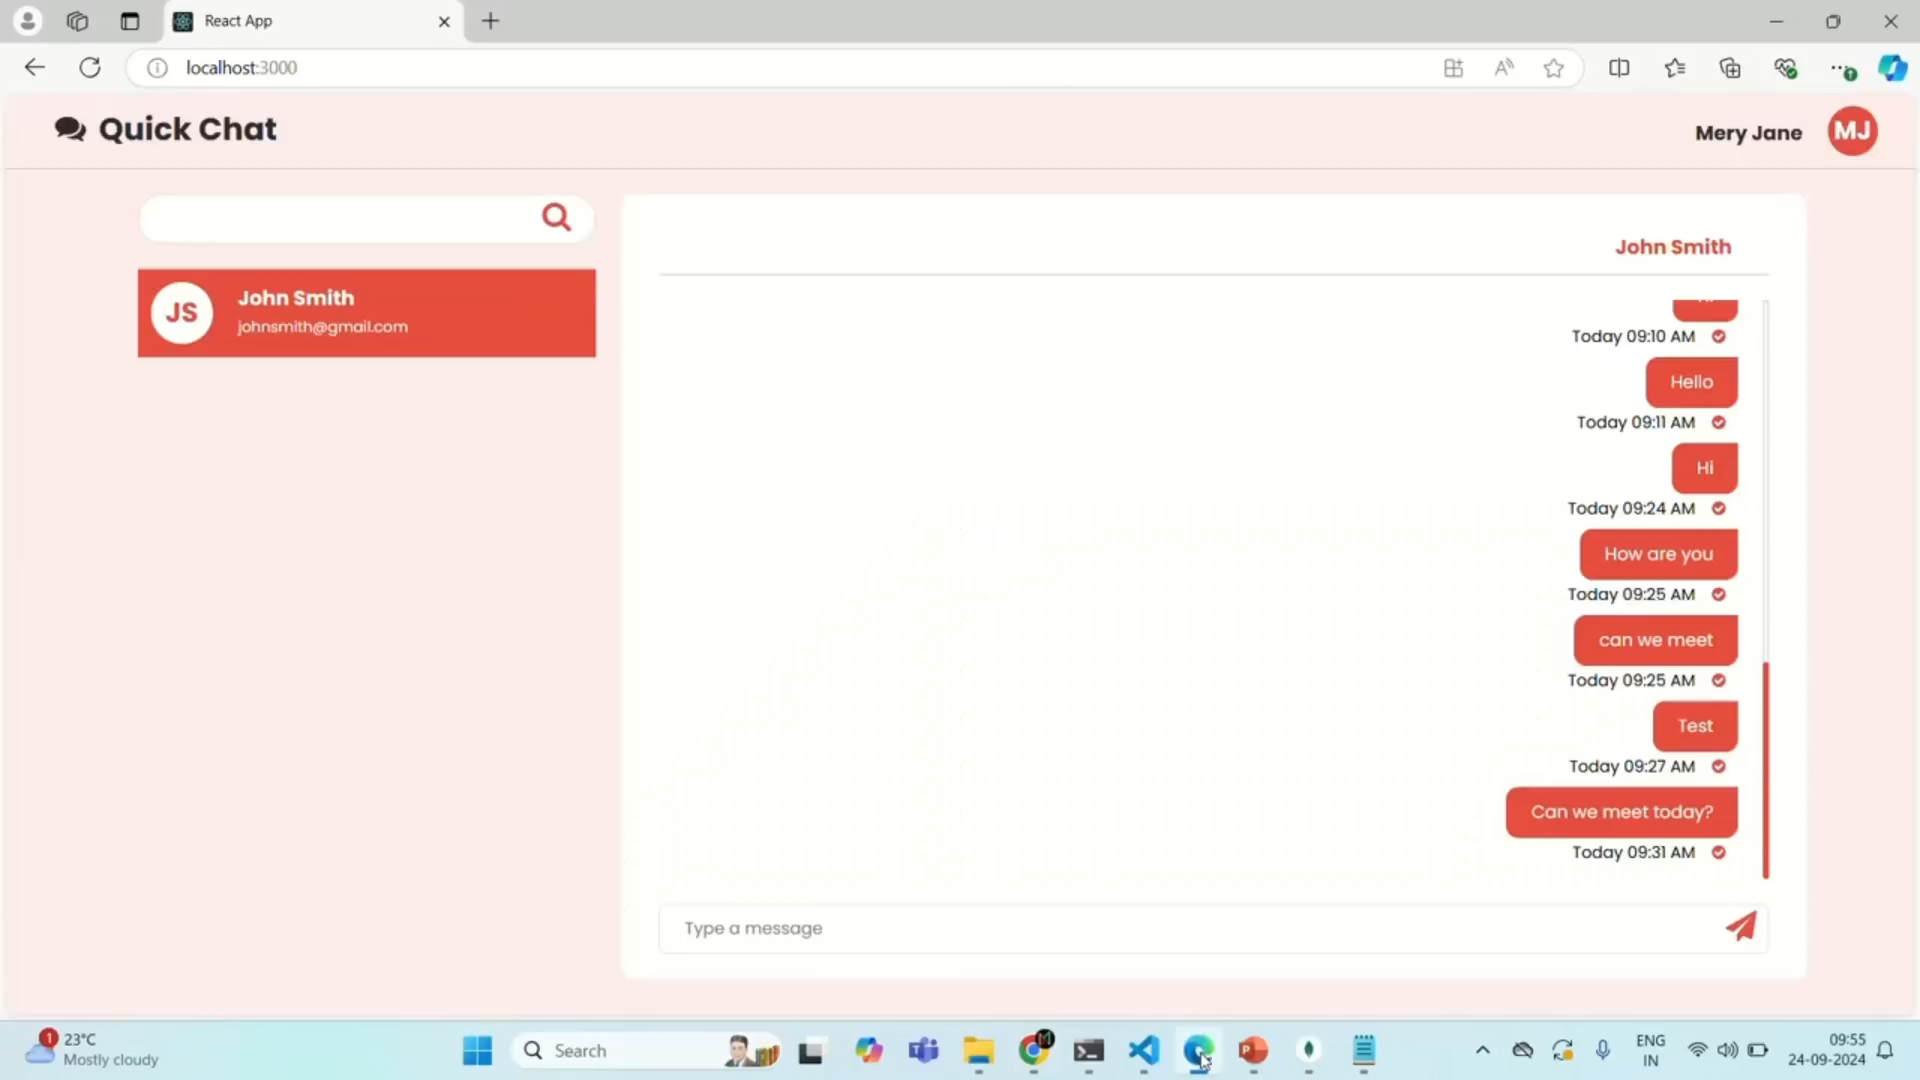 React App
localhost:3000
Quick Chat
Mery Jane
MJ
JS
John Smith
johnsmith@gmail.com
John Smith
Today 09:10 AM
Hello
Today 09:11 AM
Hi
Today 09:24 AM
How are you
Today 09:25 AM
can we meet
Today 09:25 AM
Test
Today 09:27 AM
Can we meet today?
Today 09:31 AM
Type a message
1
23°C
Mostly cloudy
Search
ENG
IN
09:55
24-09-2024